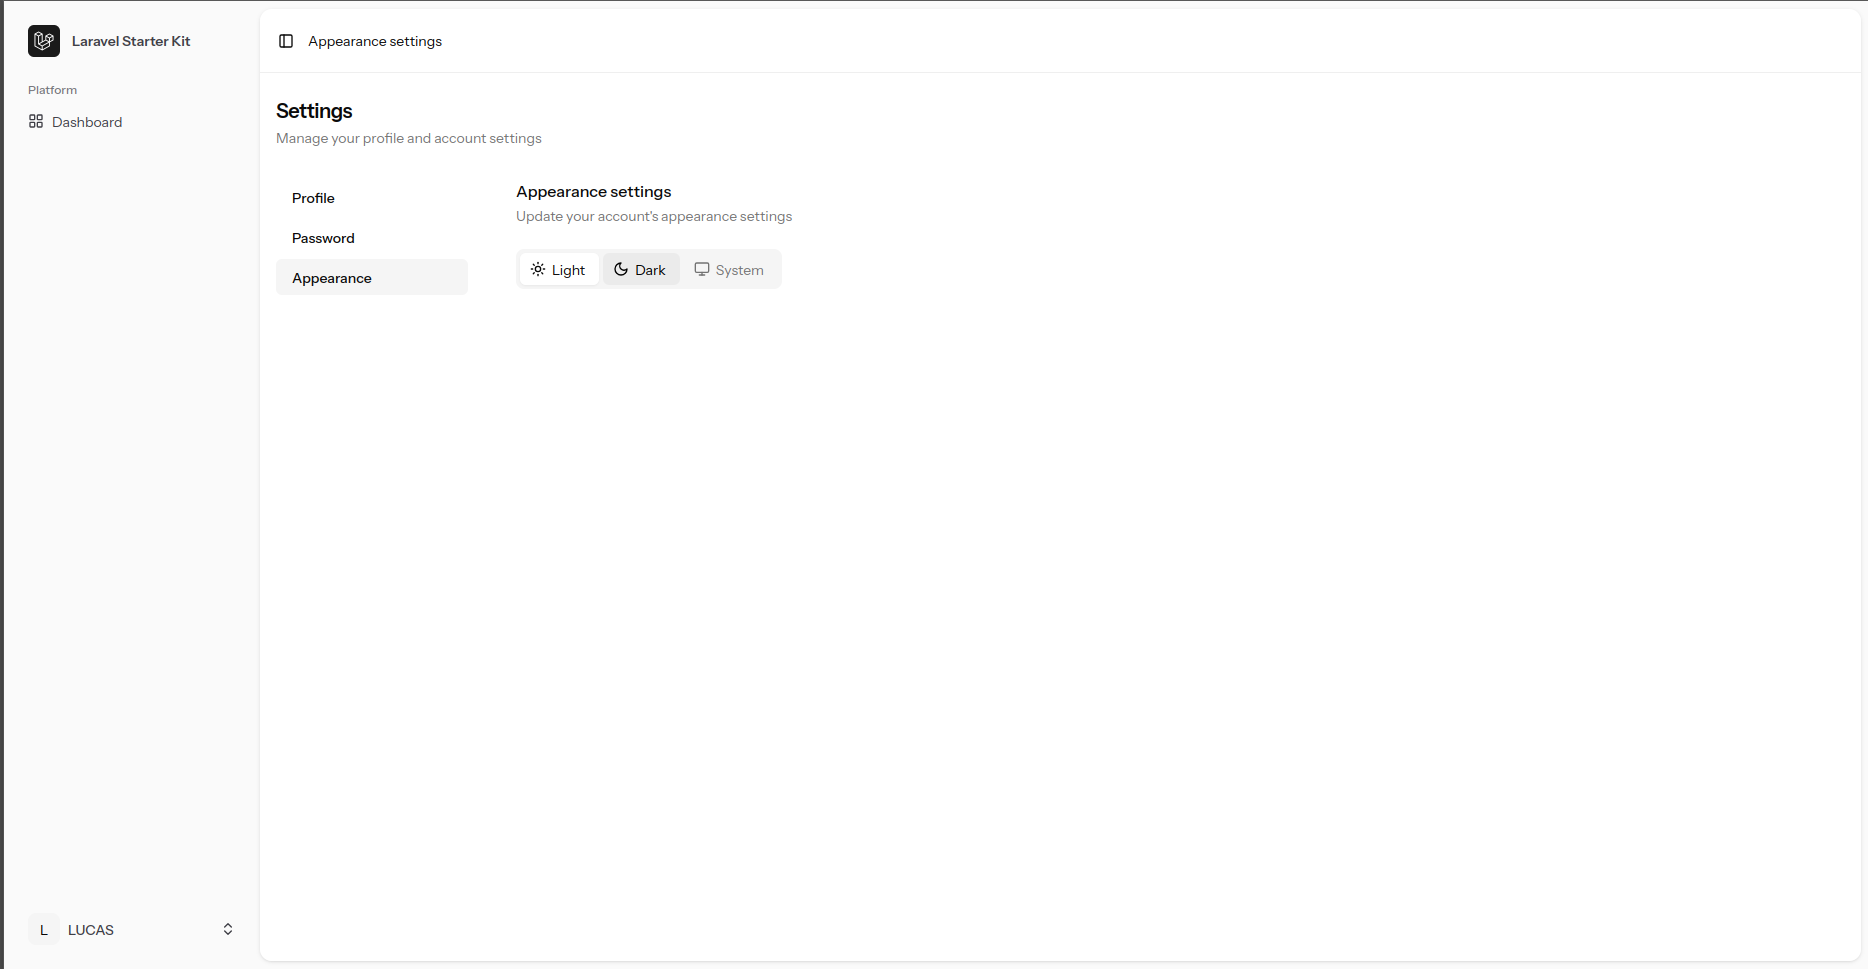 Laravel Starter Kit
Platform
Dashboard
Appearance settings
Settings
Manage your profile and account settings
Profile
Password
Appearance
Appearance settings
Update your account's appearance settings
Light Dark System
L LUCAS